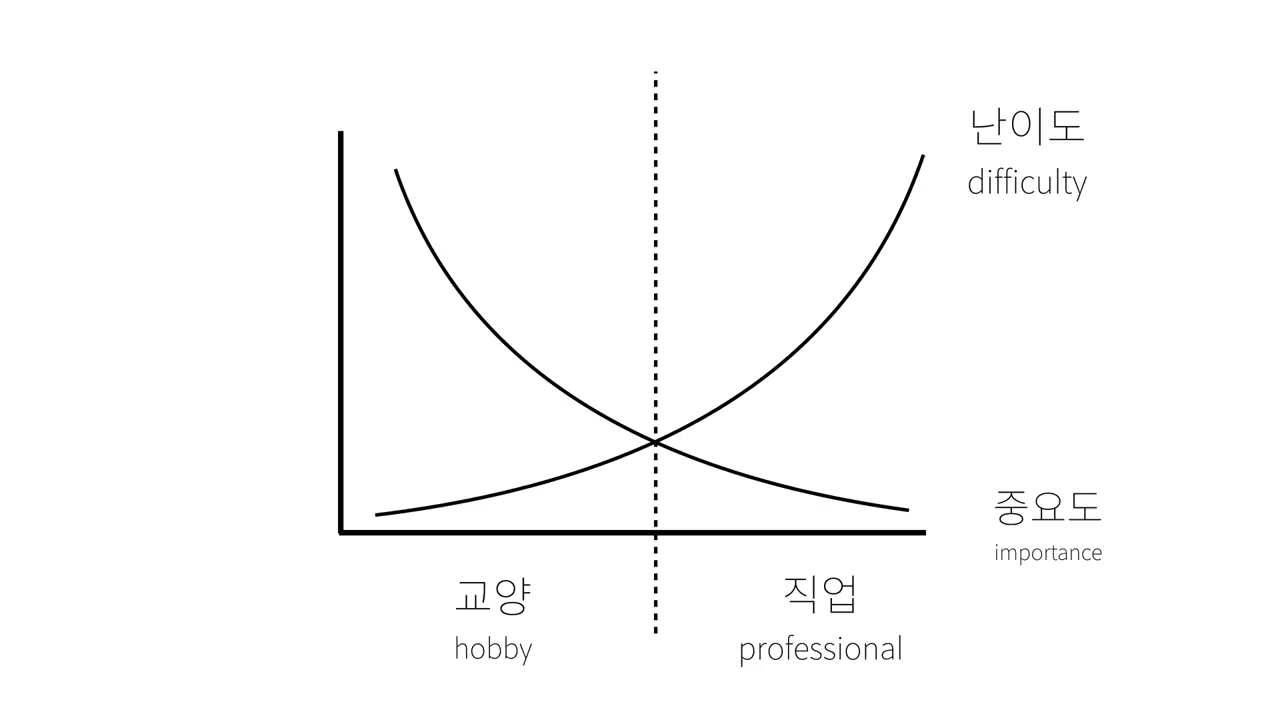 난이도
difficulty
중요도
importance
교양
hobby
직업
professional